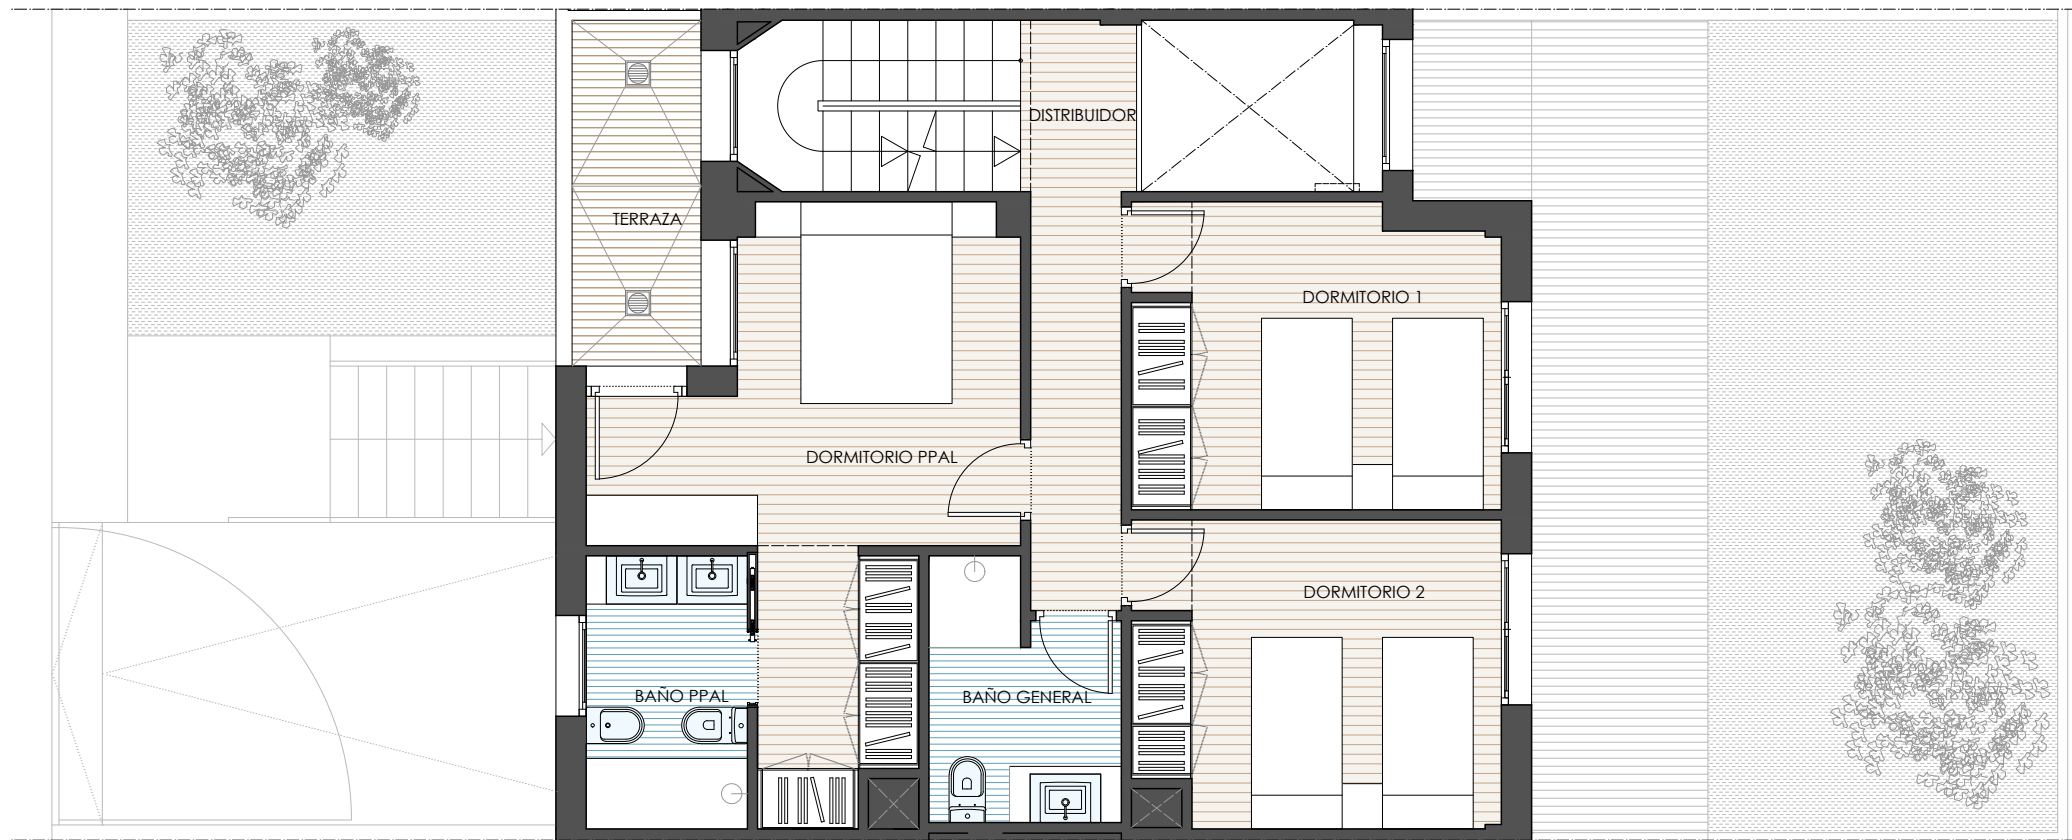 DISTRIBUIDOR
TERRAZA
DORMITORIO 1
DORMITORIO PPAL
DORMITORIO 2
BAÑO PPAL
BAÑO GENERAL